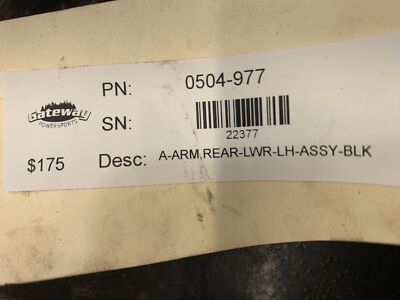 PN: 0504-977
Gateway
POWERSPORTS
SN:
22377
$175
Desc: A-ARM,REAR-LWR-LH-ASSY-BLK